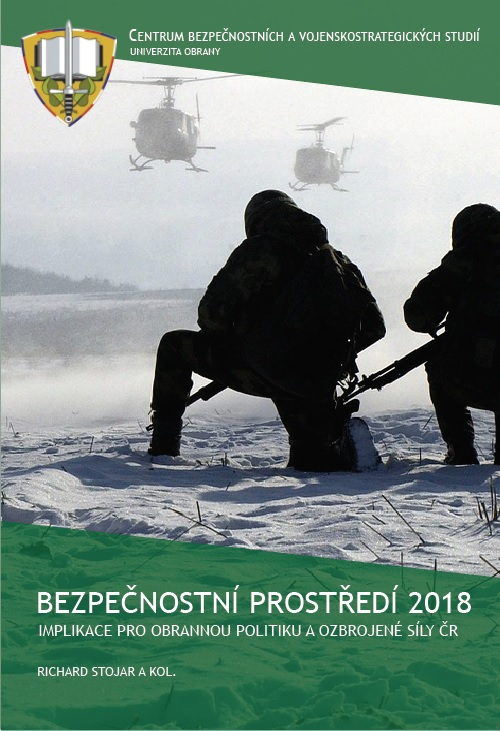 CENTRUM BEZPEČNOSTNÍCH A VOJENSKOSTRATEGICKÝCH STUDIÍ
UNIVERZITA OBRANY
BEZPEČNOSTNÍ PROSTŘEDÍ 2018
IMPLIKACE PRO OBRANNOU POLITIKU A OZBROJENÉ SÍLY ČR
RICHARD STOJAR A KOL.